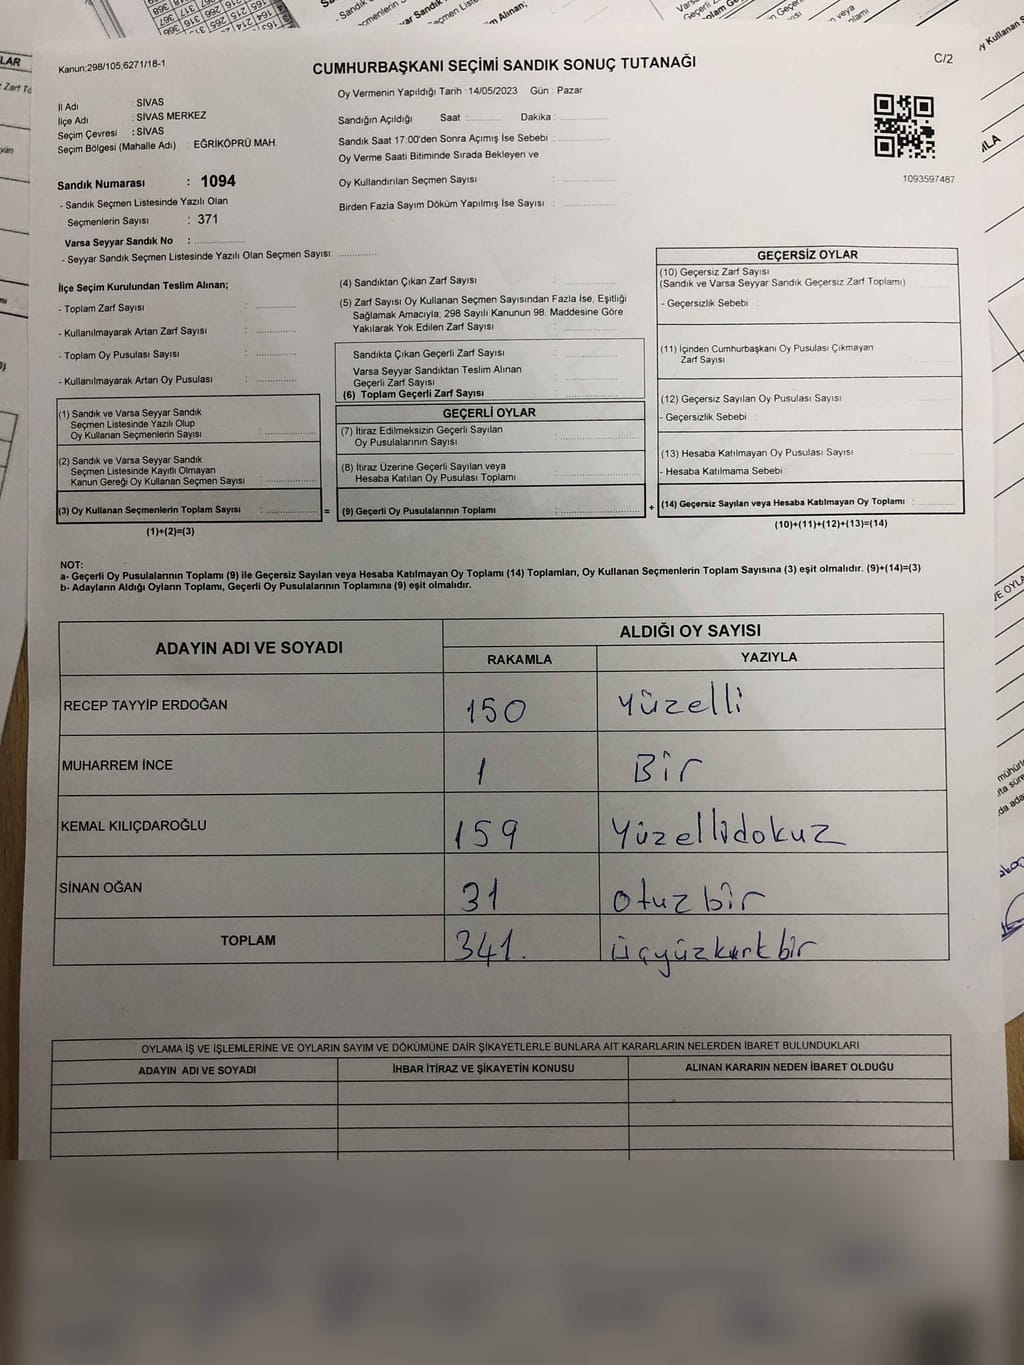 Kanun;298/105,6271/18-1
CUMHURBAŞKANI SEÇİMİ SANDIK SONUÇ TUTANAĞI
C/2
İl Adı : SİVAS
İlçe Adı : SİVAS MERKEZ
Seçim Çevresi : SİVAS
Seçim Bölgesi (Mahalle Adı) : EĞRİKÖPRÜ MAH.
Sandık Numarası : 1094
- Sandık Seçmen Listesinde Yazılı Olan
Seçmenlerin Sayısı : 371
Varsa Seyyar Sandık No : ................
- Seyyar Sandık Seçmen Listesinde Yazılı Olan Seçmen Sayısı: ............
Oy Vermenin Yapıldığı Tarih : 14/05/2023 Gün : Pazar
Sandığın Açıldığı Saat :............ Dakika : ................
Sandık Saat 17:00'den Sonra Açımış İse Sebebi : ................
Oy Verme Saati Bitiminde Sırada Bekleyen ve
Oy Kullandırılan Seçmen Sayısı : ................
Birden Fazla Sayım Döküm Yapılmış İse Sayısı : ................
1093597487
İlçe Seçim Kurulundan Teslim Alınan;
- Toplam Zarf Sayısı : ............
- Kullanılmayarak Artan Zarf Sayısı : ............
- Toplam Oy Pusulası Sayısı : ............
- Kullanılmayarak Artan Oy Pusulası : ............
(1) Sandık ve Varsa Seyyar Sandık
Seçmen Listesinde Yazılı Olup
Oy Kullanan Seçmenlerin Sayısı : ................
(2) Sandık ve Varsa Seyyar Sandık
Seçmen Listesinde Kayıtlı Olmayan
Kanun Gereği Oy Kullanan Seçmen Sayısı : ................
(3) Oy Kullanan Seçmenlerin Toplam Sayısı : ................ =
(1)+(2)=(3)
(4) Sandıktan Çıkan Zarf Sayısı : ................
(5) Zarf Sayısı Oy Kullanan Seçmen Sayısından Fazla İse, Eşitliği
Sağlamak Amacıyla; 298 Sayılı Kanunun 98. Maddesine Göre
Yakılarak Yok Edilen Zarf Sayısı : ................
Sandıkta Çıkan Geçerli Zarf Sayısı : ................
Varsa Seyyar Sandıktan Teslim Alınan
Geçerli Zarf Sayısı : ................
(6) Toplam Geçerli Zarf Sayısı : ................
GEÇERLİ OYLAR
(7) İtiraz Edilmeksizin Geçerli Sayılan
Oy Pusulalarının Sayısı : ................
(8) İtiraz Üzerine Geçerli Sayılan veya
Hesaba Katılan Oy Pusulası Toplamı : ................
(9) Geçerli Oy Pusulalarının Toplamı : ................ +
GEÇERSİZ OYLAR
(10) Geçersiz Zarf Sayısı
(Sandık ve Varsa Seyyar Sandık Geçersiz Zarf Toplamı) :
- Geçersizlik Sebebi :
(11) İçinden Cumhurbaşkanı Oy Pusulası Çıkmayan
Zarf Sayısı
(12) Geçersiz Sayılan Oy Pusulası Sayısı :
- Geçersizlik Sebebi :
(13) Hesaba Katılmayan Oy Pusulası Sayısı :
- Hesaba Katılmama Sebebi :
(14) Geçersiz Sayılan veya Hesaba Katılmayan Oy Toplamı : ............
(10)+(11)+(12)+(13)=(14)
NOT:
a- Geçerli Oy Pusulalarının Toplamı (9) ile Geçersiz Sayılan veya Hesaba Katılmayan Oy Toplamı (14) Toplamları, Oy Kullanan Seçmenlerin Toplam Sayısına (3) eşit olmalıdır. (9)+(14)=(3)
b- Adayların Aldığı Oyların Toplamı, Geçerli Oy Pusulalarının Toplamına (9) eşit olmalıdır.
ADAYIN ADI VE SOYADI
ALDIĞI OY SAYISI
RAKAMLA YAZIYLA
RECEP TAYYİP ERDOĞAN 150 Yüzelli
MUHARREM İNCE 1 Bir
KEMAL KILIÇDAROĞLU 159 Yüzellidokuz
SİNAN OĞAN 31 otuzbir
TOPLAM 341. üçyüzkırkbir
OYLAMA İŞ VE İŞLEMLERİNE VE OYLARIN SAYIM VE DÖKÜMÜNE DAİR ŞİKAYETLERLE BUNLARA AİT KARARLARIN NELERDEN İBARET BULUNDUKLARI
ADAYIN ADI VE SOYADI İHBAR İTİRAZ VE ŞİKAYETİN KONUSU ALINAN KARARIN NEDEN İBARET OLDUĞU